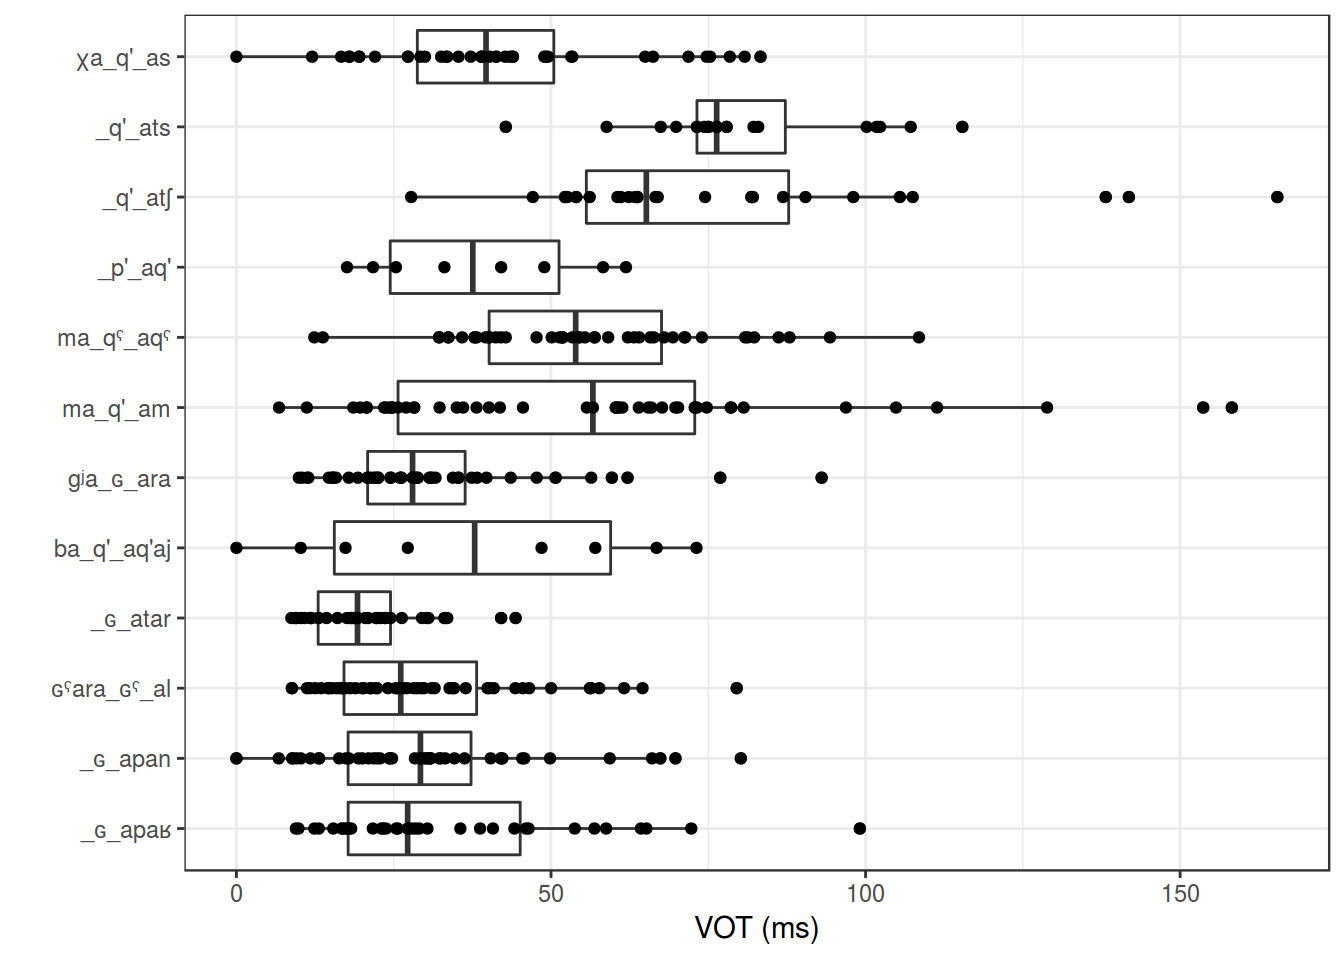 χa_q'_as
_q'_ats
_q'_atʃ
_p'_aq'
ma_qˤ_aqˤ
ma_q'_am
gʲa_ɢ_ara
ba_q'_aq'aj
_ɢ_atar
ɢˤara_ɢˤ_al
_ɢ_apan
_ɢ_apaʁ
0 50 100 150
VOT (ms)